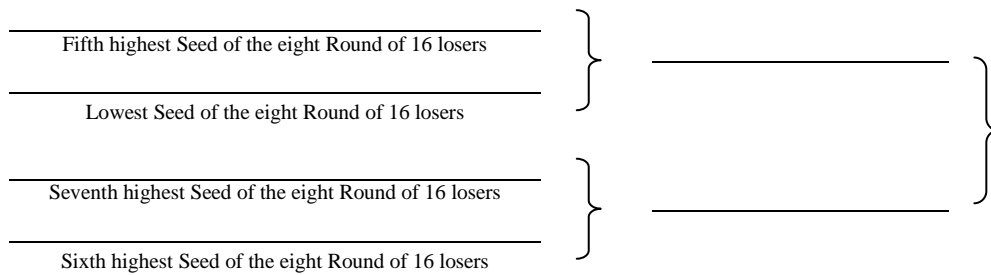 Fifth highest Seed of the eight Round of 16 losers
Lowest Seed of the eight Round of 16 losers
Seventh highest Seed of the eight Round of 16 losers
Sixth highest Seed of the eight Round of 16 losers